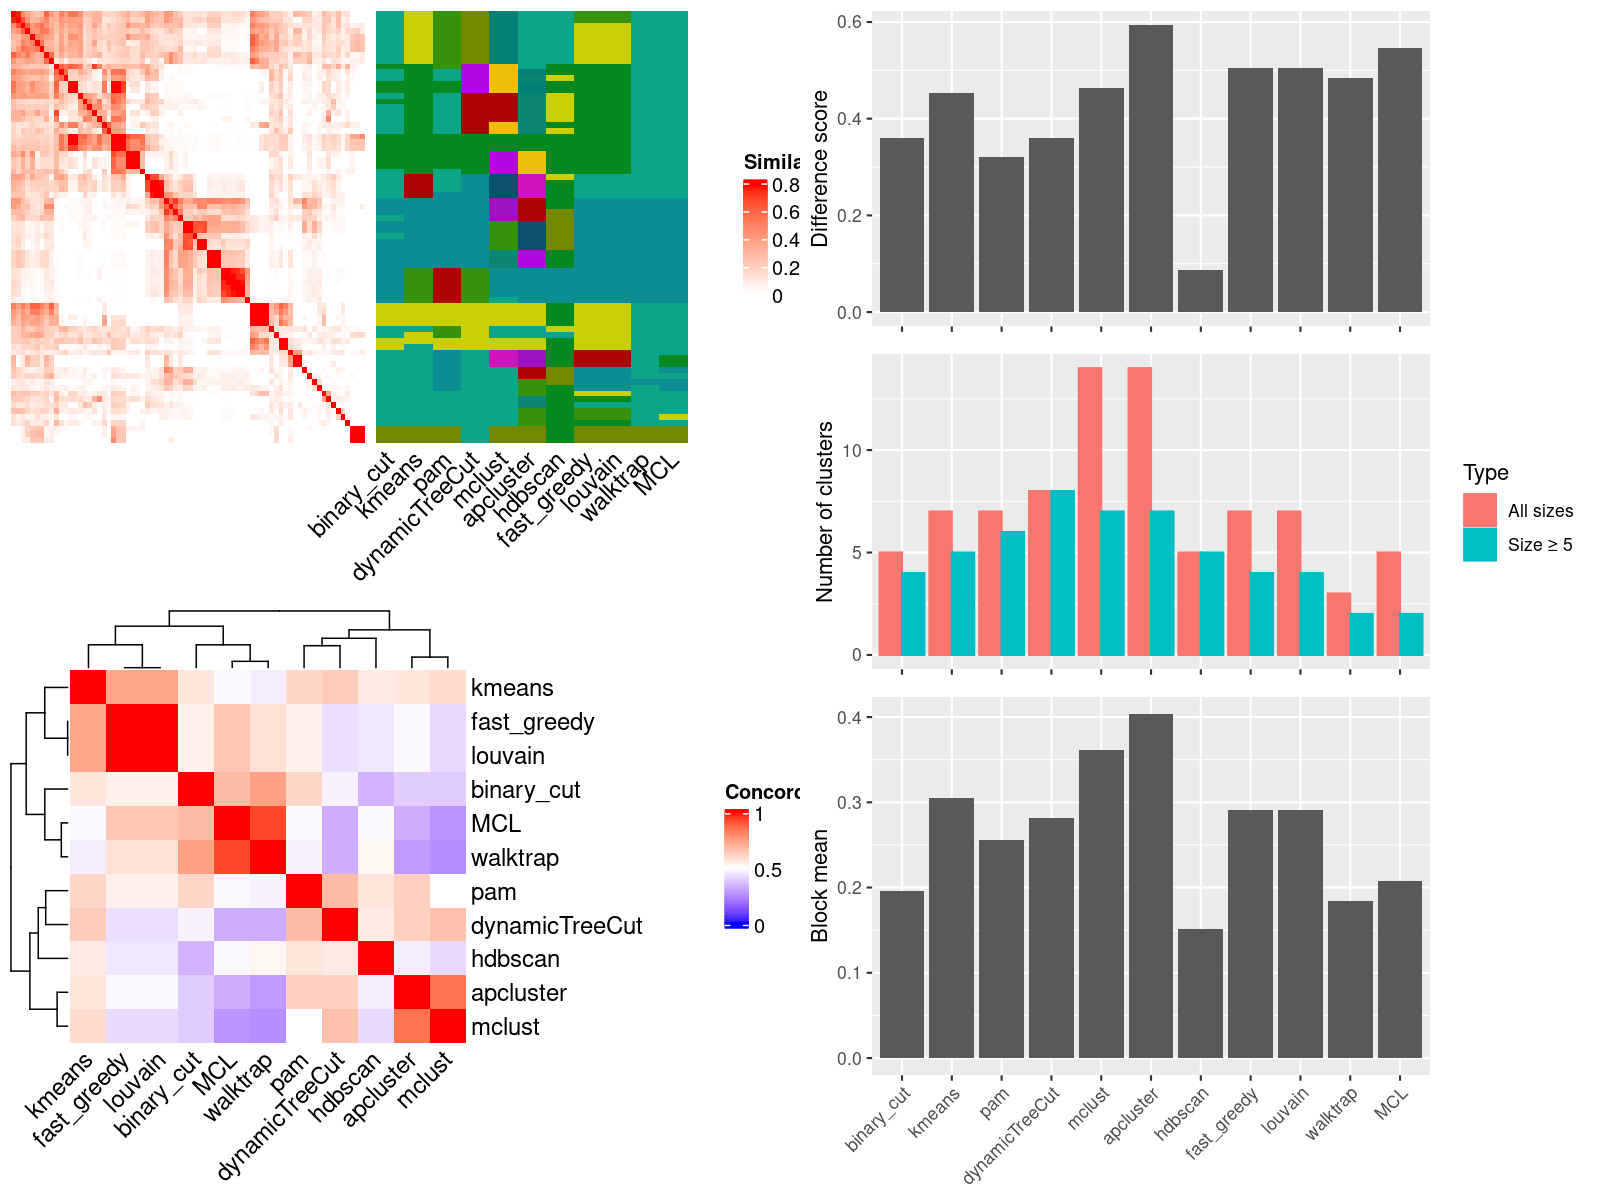 Simila
0.8
0.6
0.4
0.2
0
binary_cut
kmeans
pam
dynamicTreeCut
mclust
apcluster
hdbscan
fast_greedy
louvain
walktrap
MCL
kmeans
fast_greedy
louvain
binary_cut
MCL
walktrap
pam
dynamicTreeCut
hdbscan
apcluster
mclust
kmeans
fast_greedy
louvain
binary_cut
MCL
walktrap
pam
dynamicTreeCut
hdbscan
apcluster
mclust
Concord
1
0.5
0
Difference score
0.6
0.4
0.2
0.0
Number of clusters
10
5
0
Type
All sizes
Size ≥ 5
Block mean
0.4
0.3
0.2
0.1
0.0
binary_cut
kmeans
pam
dynamicTreeCut
mclust
apcluster
hdbscan
fast_greedy
louvain
walktrap
MCL